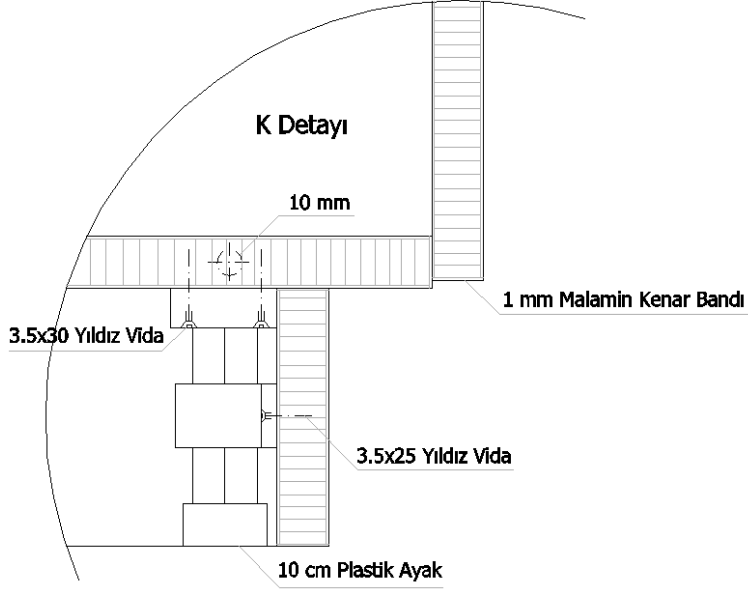 K Detayı
10 mm
1 mm Malamin Kenar Bandı
3.5x30 Yıldız Vida
3.5x25 Yıldız Vida
10 cm Plastik Ayak